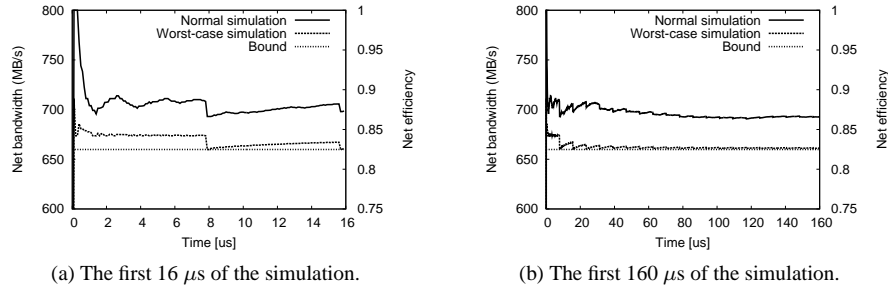 Normal simulation
Worst-case simulation
Bound
Net bandwidth (MB/s)
800
750
700
650
600
1
0.95
0.9
0.85
0.8
0.75
Net efficiency
0 2 4 6 8 10 12 14 16
Time [us]
(a) The first 16 μs of the simulation.
Normal simulation
Worst-case simulation
Bound
Net bandwidth (MB/s)
800
750
700
650
600
1
0.95
0.9
0.85
0.8
0.75
Net efficiency
0 20 40 60 80 100 120 140 160
Time [us]
(b) The first 160 μs of the simulation.